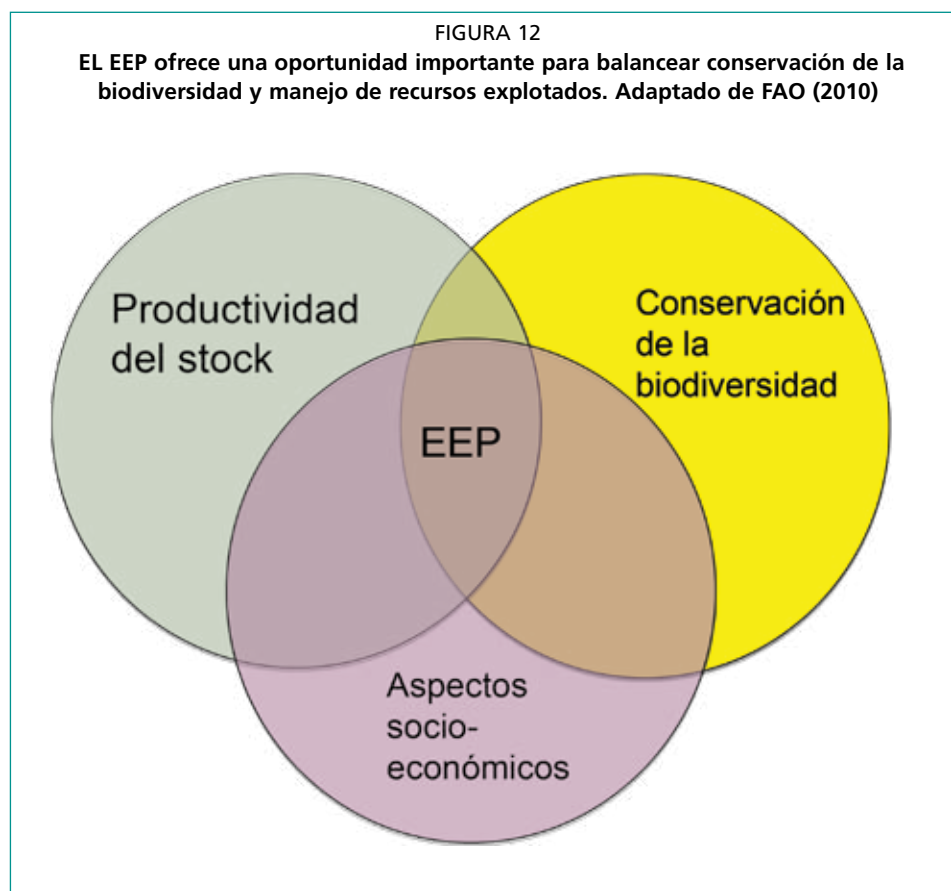 FIGURA 12
EL EEP ofrece una oportunidad importante para balancear conservación de la
biodiversidad y manejo de recursos explotados. Adaptado de FAO (2010)
Productividad
del stock
Conservación
de la
biodiversidad
EEP
Aspectos
socio-
económicos